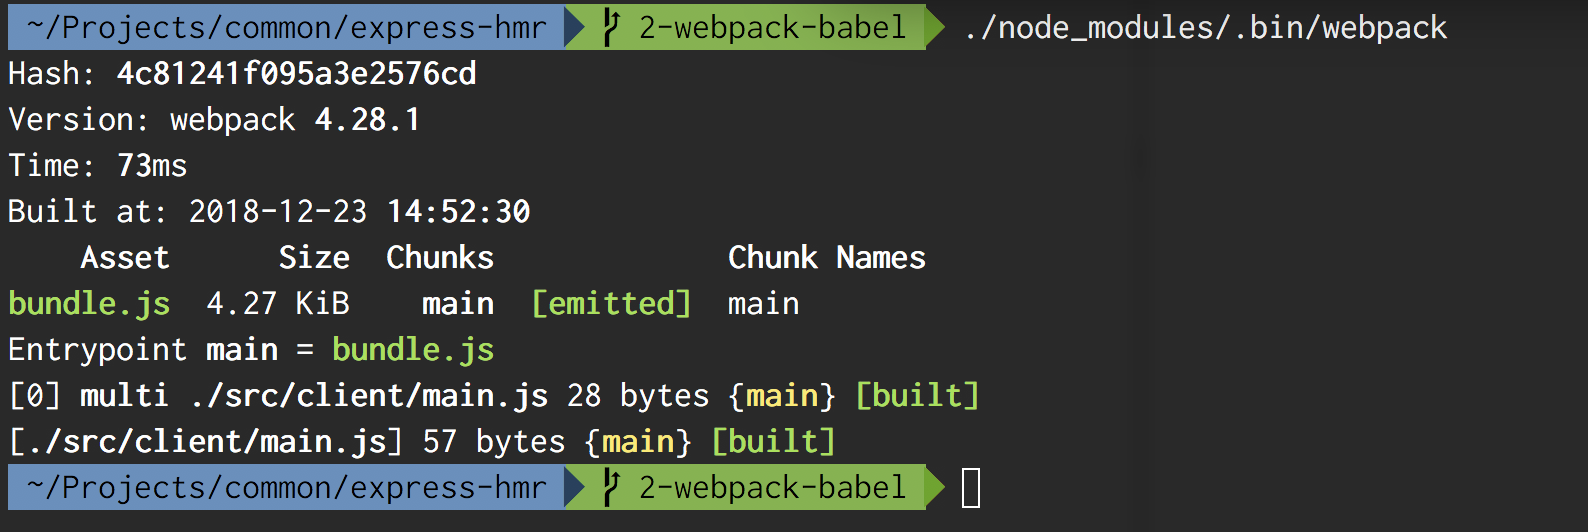 ~/Projects/common/express-hmr 2-webpack-babel ./node_modules/.bin/webpack
Hash: 4c81241f095a3e2576cd
Version: webpack 4.28.1
Time: 73ms
Built at: 2018-12-23 14:52:30
Asset Size Chunks Chunk Names
bundle.js 4.27 KiB main [emitted] main
Entrypoint main = bundle.js
[0] multi ./src/client/main.js 28 bytes {main} [built]
[./src/client/main.js] 57 bytes {main} [built]
~/Projects/common/express-hmr 2-webpack-babel